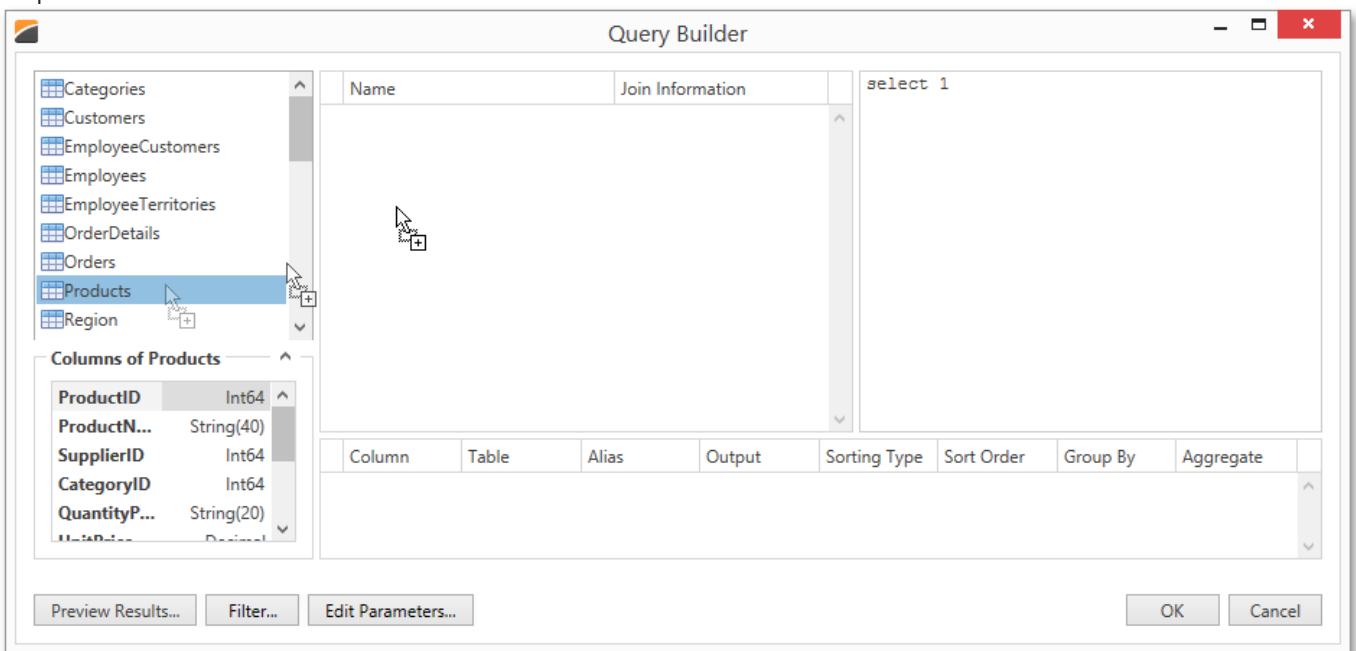 Query Builder
Categories
Customers
EmployeeCustomers
Employees
EmployeeTerritories
OrderDetails
Orders
Products
Region
Name Join Information
select 1
Columns of Products
ProductID Int64
ProductN... String(40)
SupplierID Int64
CategoryID Int64
QuantityP... String(20)
Column Table Alias Output Sorting Type Sort Order Group By Aggregate
Preview Results... Filter... Edit Parameters... OK Cancel